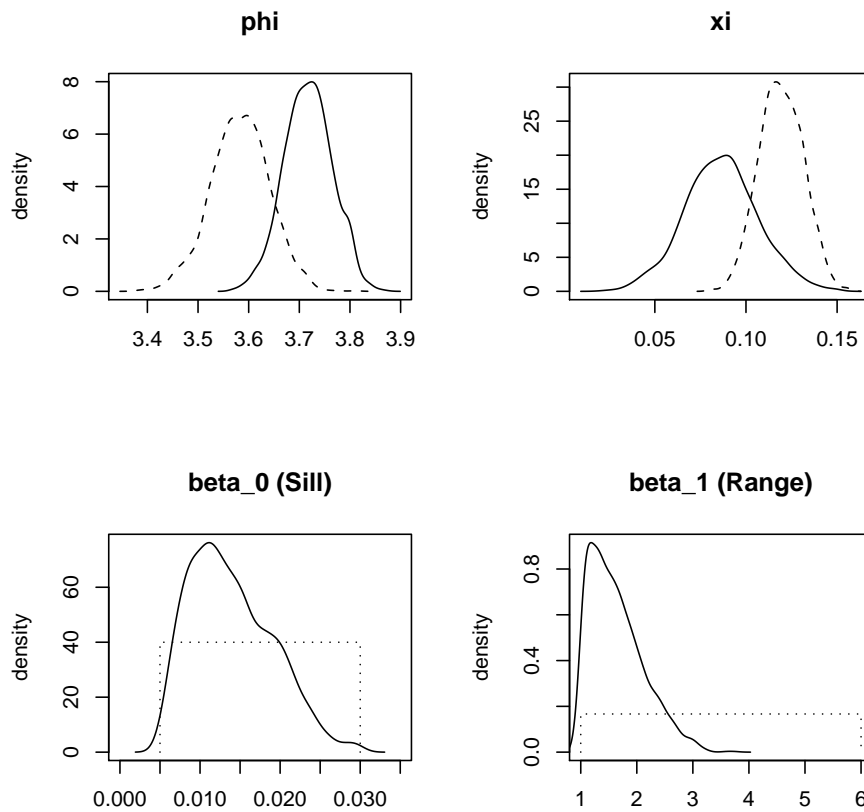 phi
density
0 2 4 6 8
3.4 3.5 3.6 3.7 3.8 3.9
xi
density
0 5 15 25
0.05 0.10 0.15
beta_0 (Sill)
density
0 20 40 60
0.000 0.010 0.020 0.030
beta_1 (Range)
density
0.0 0.4 0.8
1 2 3 4 5 6